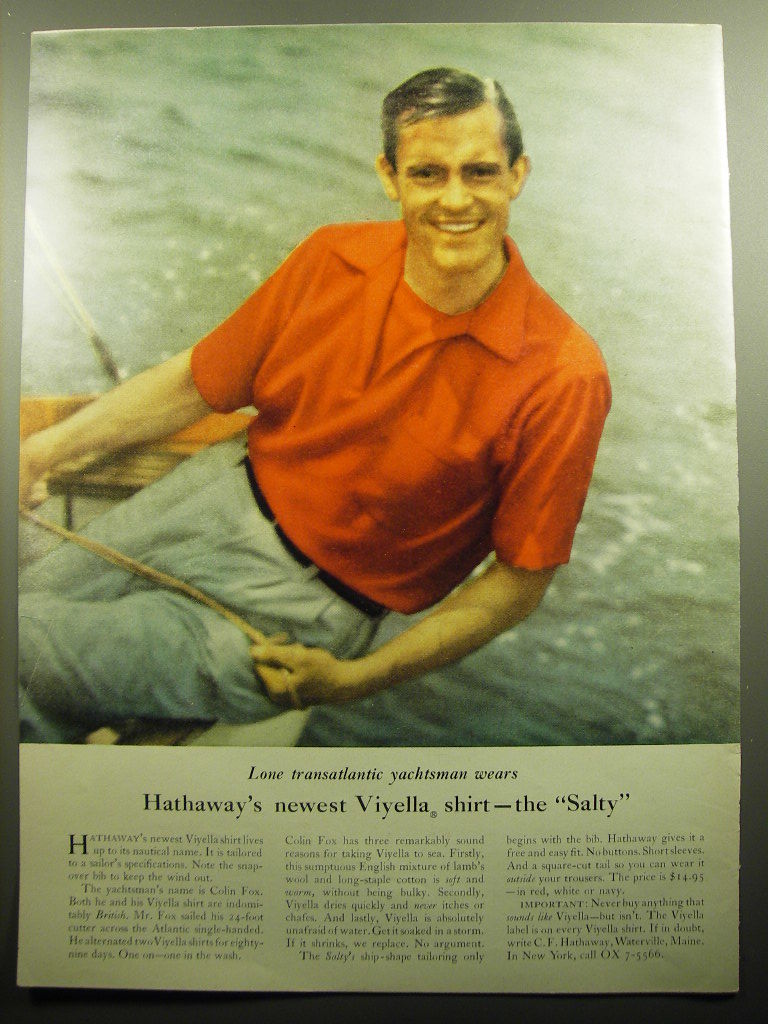 Lone transatlantic yachtsman wears
Hathaway's newest Viyella® shirt—the "Salty"
HATHAWAY'S newest Viyella shirt lives
up to its nautical name. It is tailored
to a sailor's specifications. Note the snap-
over bib to keep the wind out.
The yachtsman's name is Colin Fox.
Both he and his Viyella shirt are indomi-
tably British. Mr. Fox sailed his 24-foot
cutter across the Atlantic single-handed.
He alternated two Viyella shirts for eighty-
nine days. One on—one in the wash.
Colin Fox has three remarkably sound
reasons for taking Viyella to sea. Firstly,
this sumptuous English mixture of lamb's
wool and long-staple cotton is soft and
warm, without being bulky. Secondly,
Viyella dries quickly and never itches or
chafes. And lastly, Viyella is absolutely
unafraid of water. Get it soaked in a storm.
If it shrinks, we replace. No argument.
The Salty's ship-shape tailoring only
begins with the bib. Hathaway gives it a
free and easy fit. No buttons. Short sleeves.
And a square-cut tail so you can wear it
outside your trousers. The price is $14.95
—in red, white or navy.
IMPORTANT: Never buy anything that
sounds like Viyella—but isn't. The Viyella
label is on every Viyella shirt. If in doubt,
write C. F. Hathaway, Waterville, Maine.
In New York, call OX 7-5566.